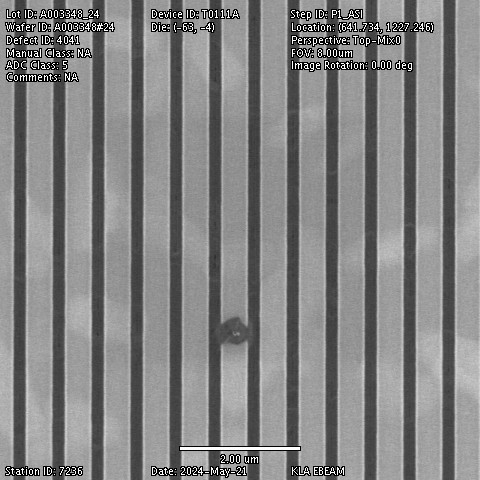 Lot ID: A003348_24
Wafer ID: A003348#24
Defect ID: 4041
Manual Class: NA
ADC Class: 5
Comments: NA
Device ID: T0111A
Die: (-63, -4)
Step ID: P1_ASI
Location: (641.734, 1227.246)
Perspective: Top-Mix0
FOV: 8.00um
Image Rotation: 0.00 deg
2.00 um
Station ID: 7236
Date: 2024-May-21
KLA EBEAM